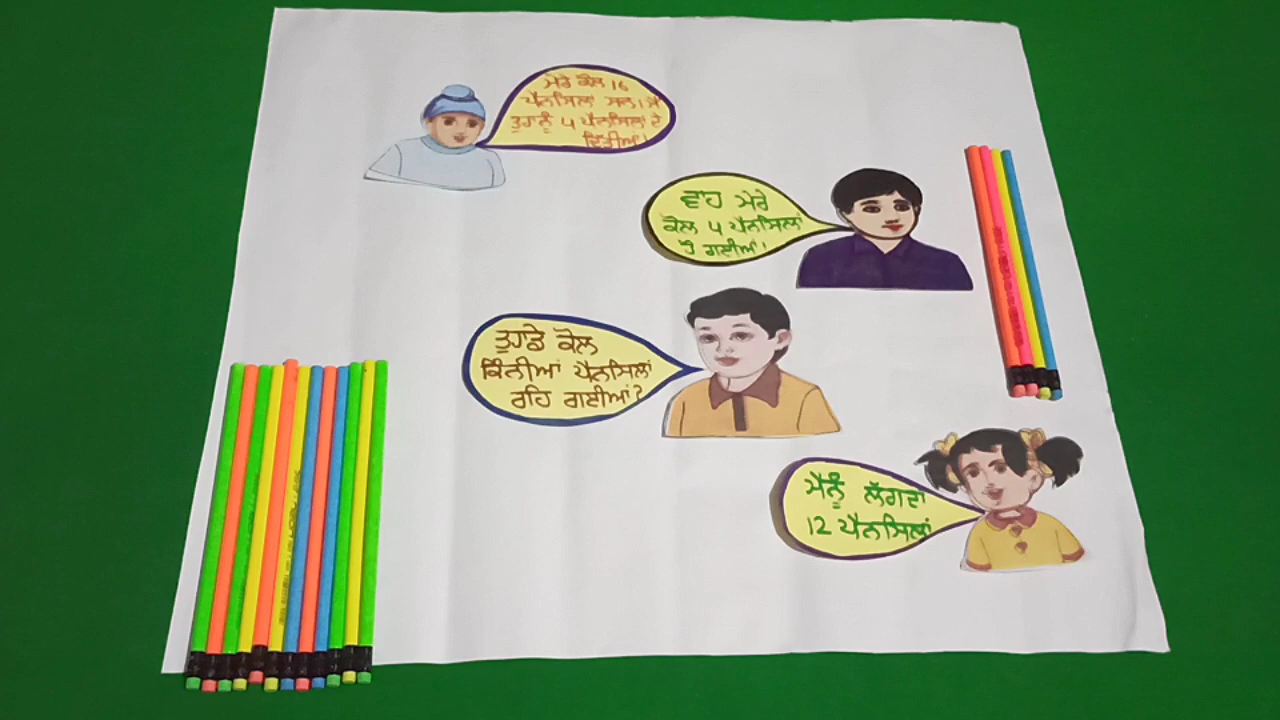 ਮੇਰੇ ਕੋਲ 16
ਪੈਨਸਿਲਾਂ ਸਨ। ਮੈਂ
ਤੁਹਾਨੂੰ 4 ਪੈਨਸਿਲਾਂ ਦੇ
ਦਿੱਤੀਆਂ।
ਵਾਹ ਮੇਰੇ
ਕੋਲ 4 ਪੈਨਸਿਲਾਂ
ਹੋ ਗਈਆਂ।
ਤੁਹਾਡੇ ਕੋਲ
ਕਿੰਨੀਆਂ ਪੈਨਸਿਲਾਂ
ਰਹਿ ਗਈਆਂ?
ਮੈਨੂੰ ਲੱਗਦਾ
12 ਪੈਨਸਿਲਾਂ